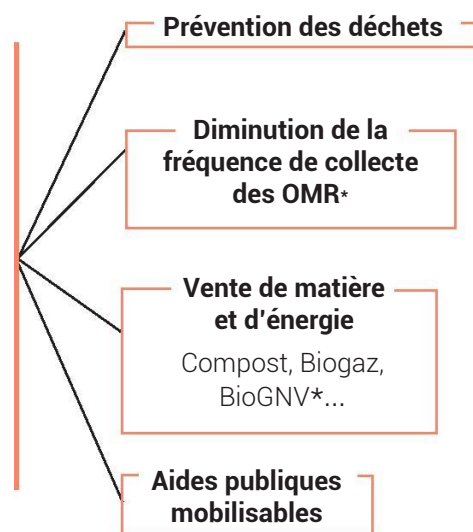 Prévention des déchets
Diminution de la
fréquence de collecte
des OMR*
Vente de matière
et d'énergie
Compost, Biogaz,
BioGNV*...
Aides publiques
mobilisables